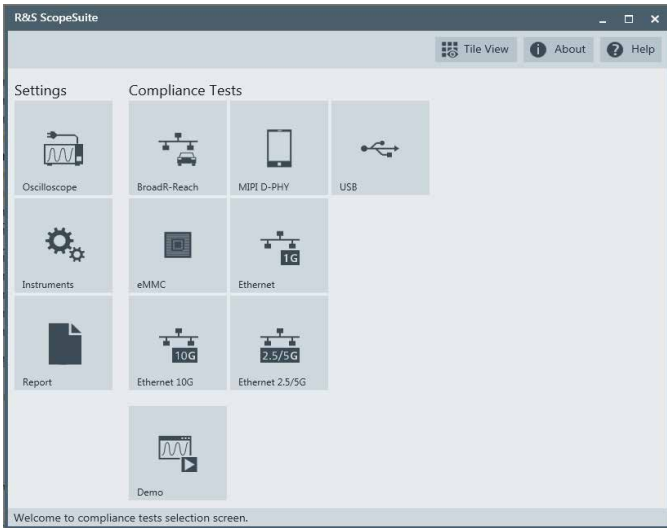 R&S ScopeSuite
Tile View
About
Help
Settings
Compliance Tests
Oscilloscope
BroadR-Reach
MIPI D-PHY
USB
Instruments
eMMC
1G
Ethernet
Report
10G
Ethernet 10G
2.5/5G
Ethernet 2.5/5G
Demo
Welcome to compliance tests selection screen.